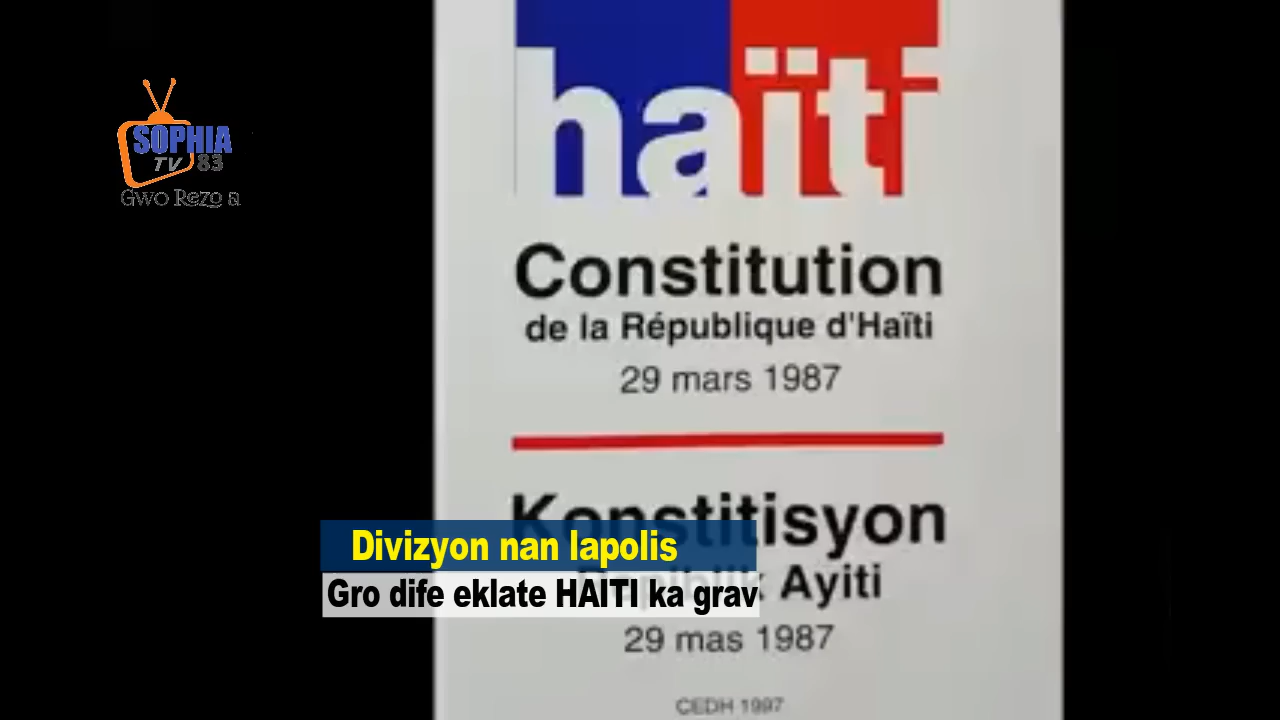 haïti
SOPHIA
TV 83
Gwo Rezo a
Constitution
de la République d'Haïti
29 mars 1987
Konstitisyon
Ayiti
Divizyon nan lapolis
Gro dife eklate HAITI ka grav
29 mas 1987
CEDH 1997